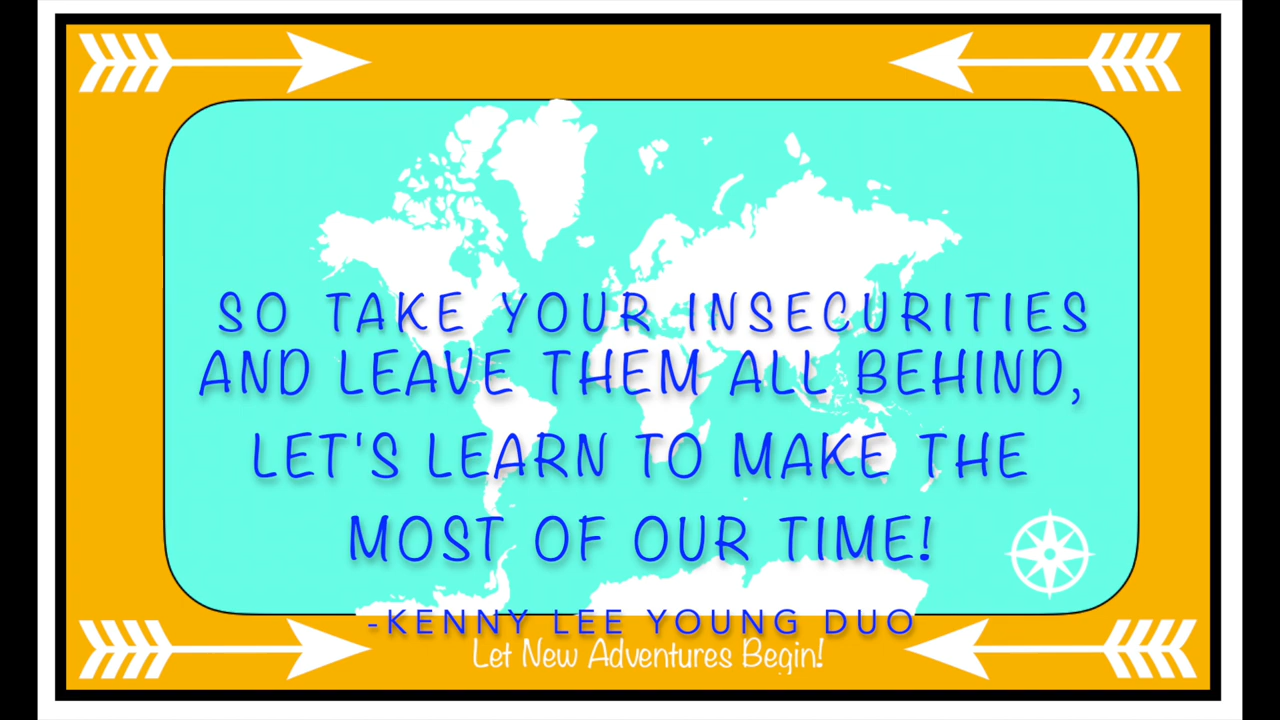 SO TAKE YOUR INSECURITIES
AND LEAVE THEM ALL BEHIND,
LET'S LEARN TO MAKE THE
MOST OF OUR TIME!
-KENNY LEE YOUNG DUO
Let New Adventures Begin!